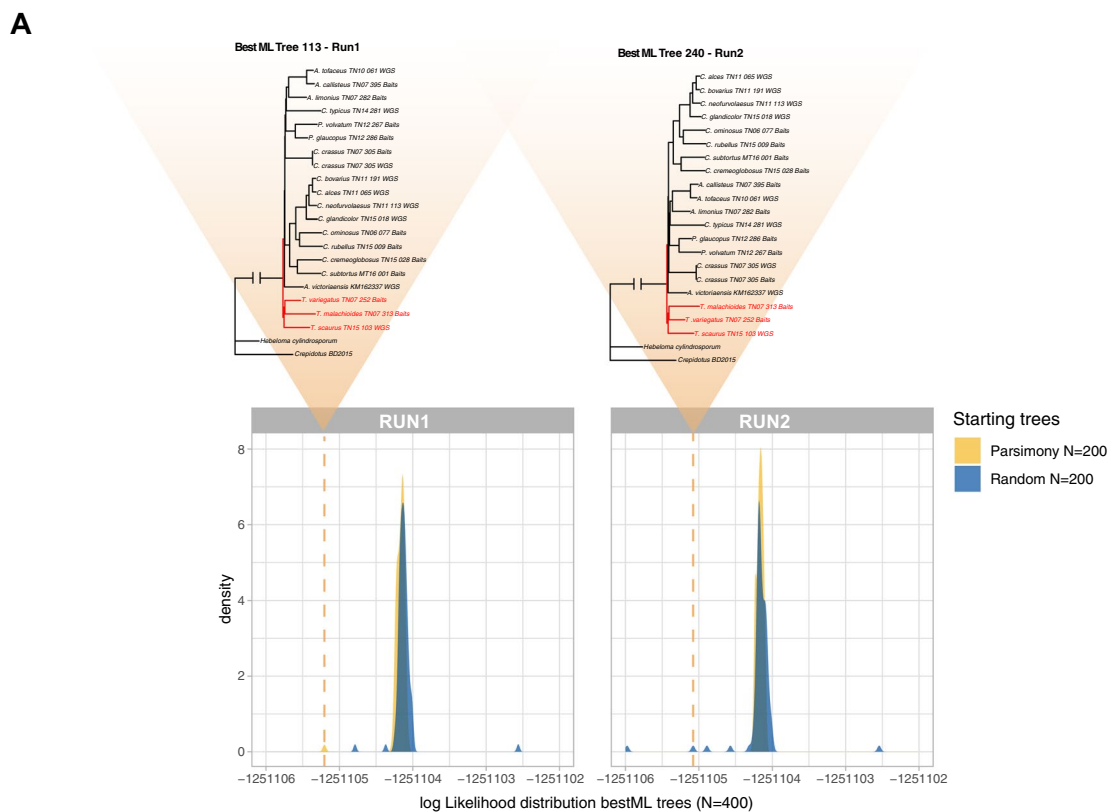 A
Best ML Tree 113 - Run1
A. tofaceus TN10 061 WGS
A. callisteus TN07 395 Baits
A. limonius TN07 282 Baits
C. typicus TN14 281 WGS
P. volvatum TN12 267 Baits
P. glaucopus TN12 286 Baits
C. crassus TN07 305 Baits
C. crassus TN07 305 WGS
C. bovarius TN11 191 WGS
C. alces TN11 065 WGS
C. neofurvolaesus TN11 113 WGS
C. glandicolor TN15 018 WGS
C. ominosus TN06 077 Baits
C. rubellus TN15 009 Baits
C. cremeoglobosus TN15 028 Baits
C. subtortus MT16 001 Baits
A. victoriaensis KM162337 WGS
T. variegatus TN07 252 Baits
T. malachioides TN07 313 Baits
T. scaurus TN15 103 WGS
Hebeloma cylindrosporum
Crepidotus BD2015
Best ML Tree 240 - Run2
C. alces TN11 065 WGS
C. bovarius TN11 191 WGS
C. neofurvolaesus TN11 113 WGS
C. glandicolor TN15 018 WGS
C. ominosus TN06 077 Baits
C. rubellus TN15 009 Baits
C. subtortus MT16 001 Baits
C. cremeoglobosus TN15 028 Baits
A. callisteus TN07 395 Baits
A. tofaceus TN10 061 WGS
A. limonius TN07 282 Baits
C. typicus TN14 281 WGS
P. glaucopus TN12 286 Baits
P. volvatum TN12 267 Baits
C. crassus TN07 305 WGS
C. crassus TN07 305 Baits
A. victoriaensis KM162337 WGS
T. malachioides TN07 313 Baits
T. variegatus TN07 252 Baits
T. scaurus TN15 103 WGS
Hebeloma cylindrosporum
Crepidotus BD2015
RUN1
RUN2
density
8
6
4
2
0
−1251106
−1251105
−1251104
−1251103
−1251102
−1251106
−1251105
−1251104
−1251103
−1251102
log Likelihood distribution bestML trees (N=400)
Starting trees
Parsimony N=200
Random N=200